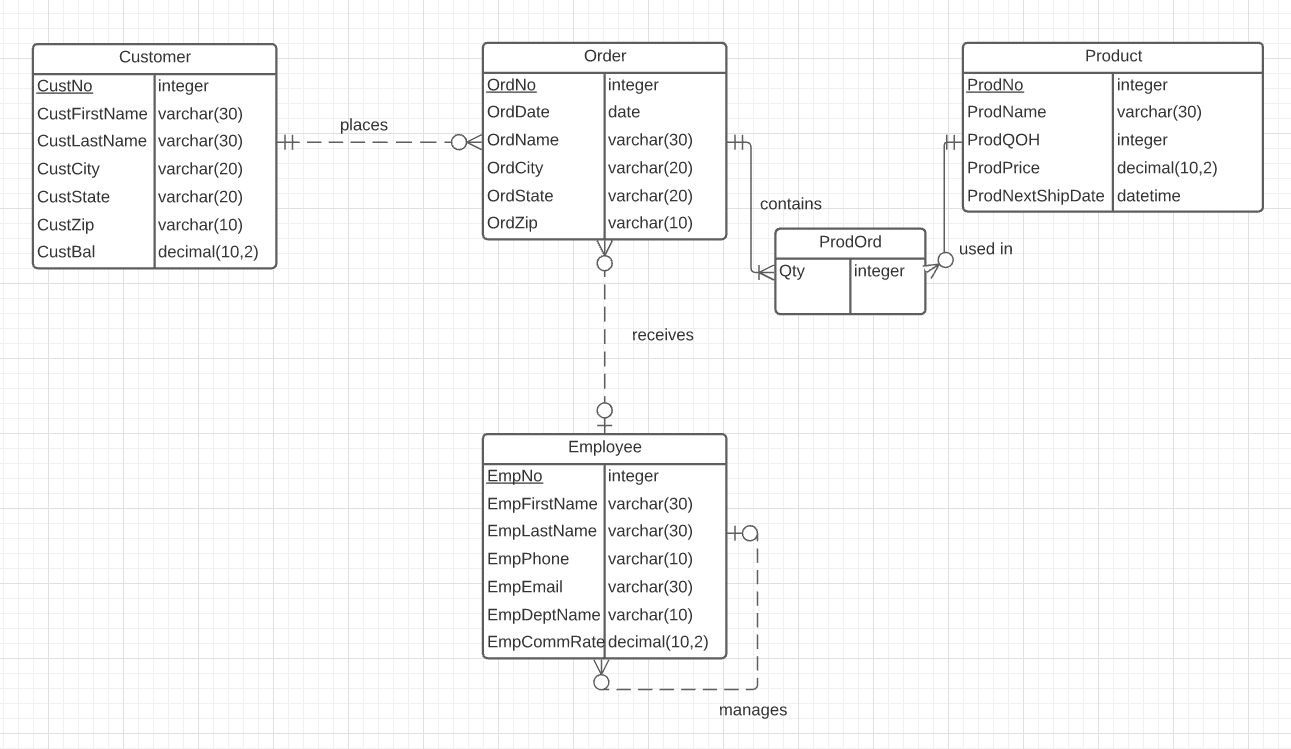 Customer
CustNo integer
CustFirstName varchar(30)
CustLastName varchar(30)
CustCity varchar(20)
CustState varchar(20)
CustZip varchar(10)
CustBal decimal(10,2)
places
Order
OrdNo integer
OrdDate date
OrdName varchar(30)
OrdCity varchar(20)
OrdState varchar(20)
OrdZip varchar(10)
contains
ProdOrd
Qty integer
used in
Product
ProdNo integer
ProdName varchar(30)
ProdQOH integer
ProdPrice decimal(10,2)
ProdNextShipDate datetime
receives
Employee
EmpNo integer
EmpFirstName varchar(30)
EmpLastName varchar(30)
EmpPhone varchar(10)
EmpEmail varchar(30)
EmpDeptName varchar(10)
EmpCommRate decimal(10,2)
manages